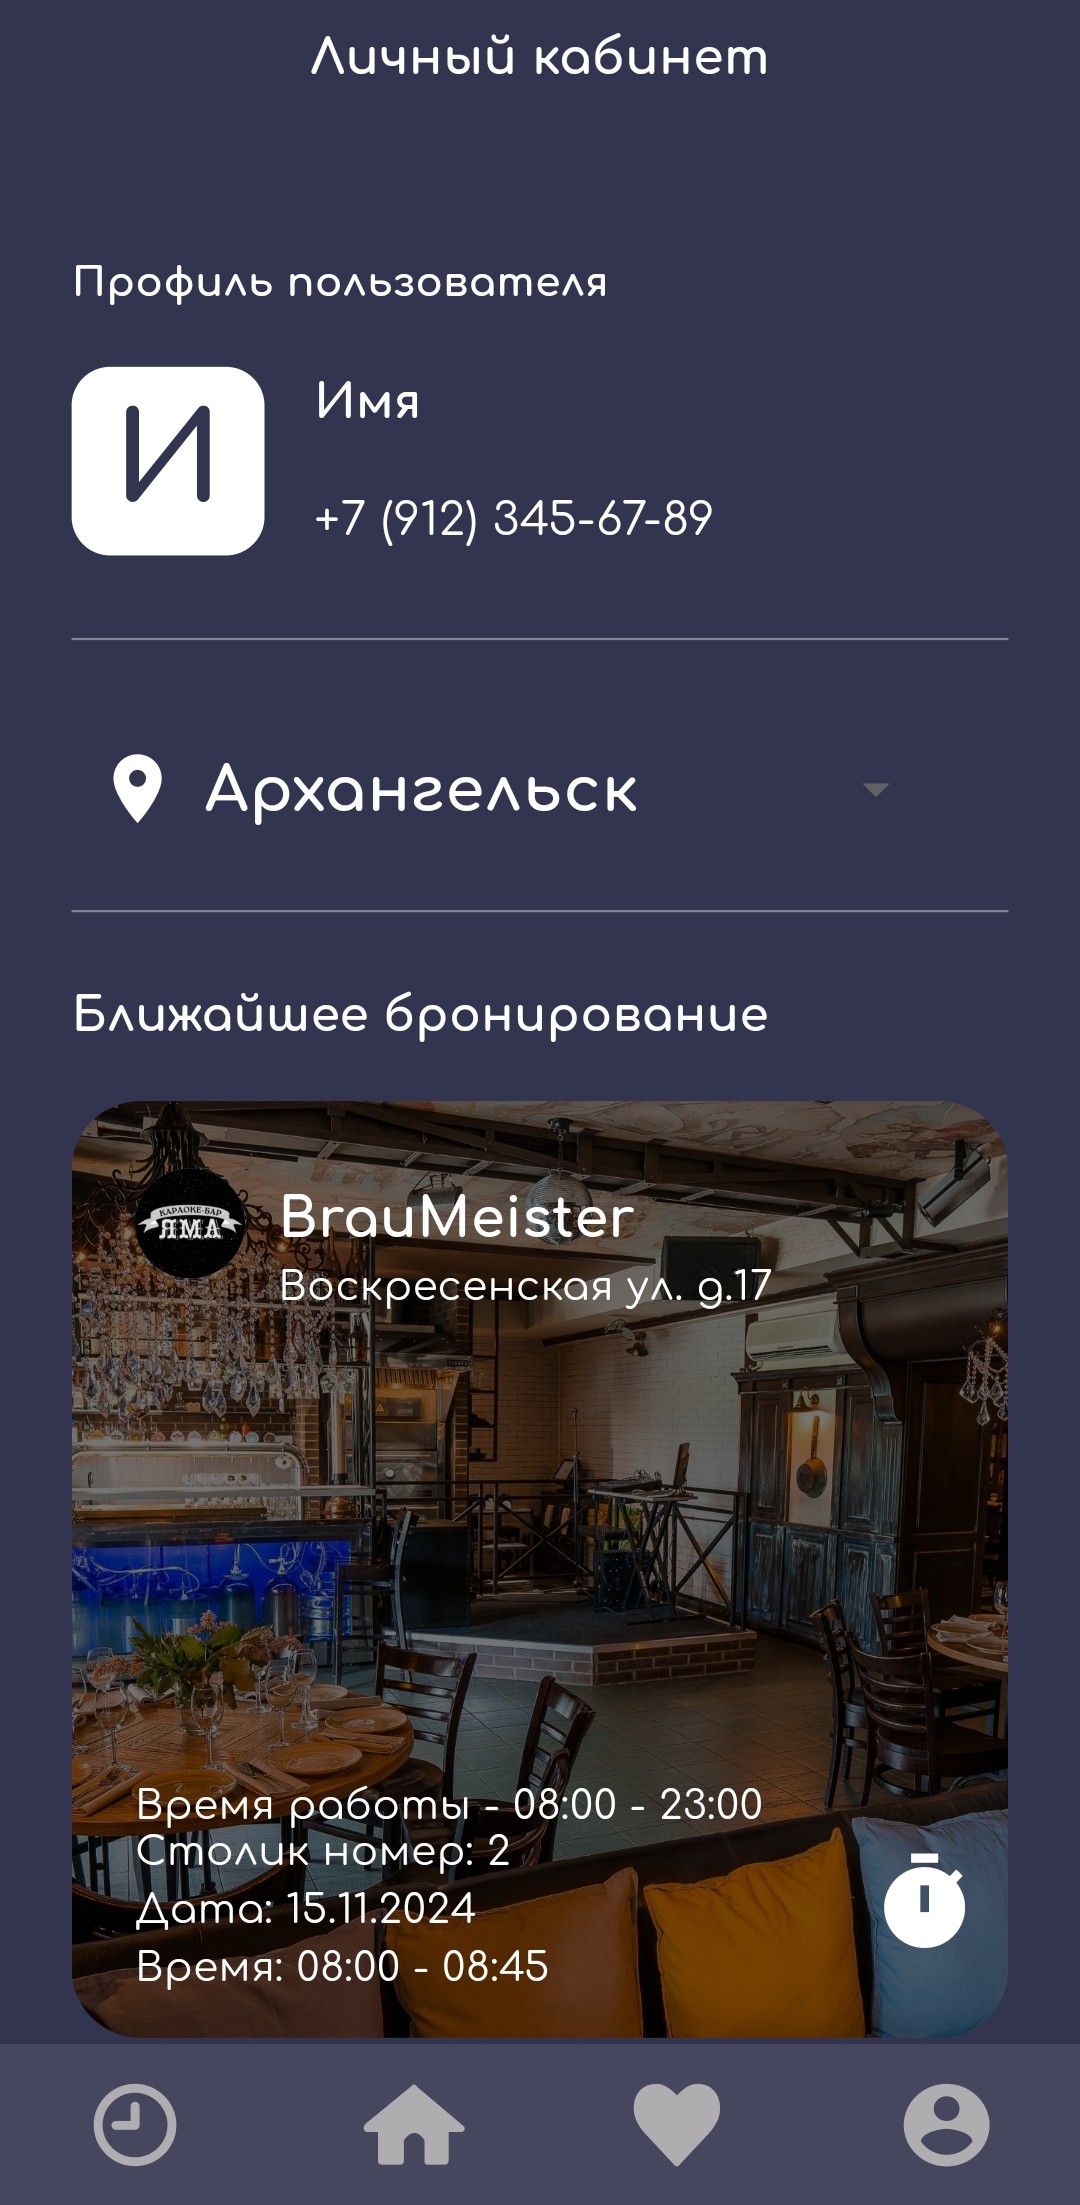 Личный кабинет
Профиль пользователя
И
Имя
+7 (912) 345-67-89
Архангельск
Ближайшее бронирование
КАРАОКЕ-БАР
ЯМА
BrauMeister
Воскресенская ул. д.17
Время работы - 08:00 - 23:00
Столик номер: 2
Дата: 15.11.2024
Время: 08:00 - 08:45